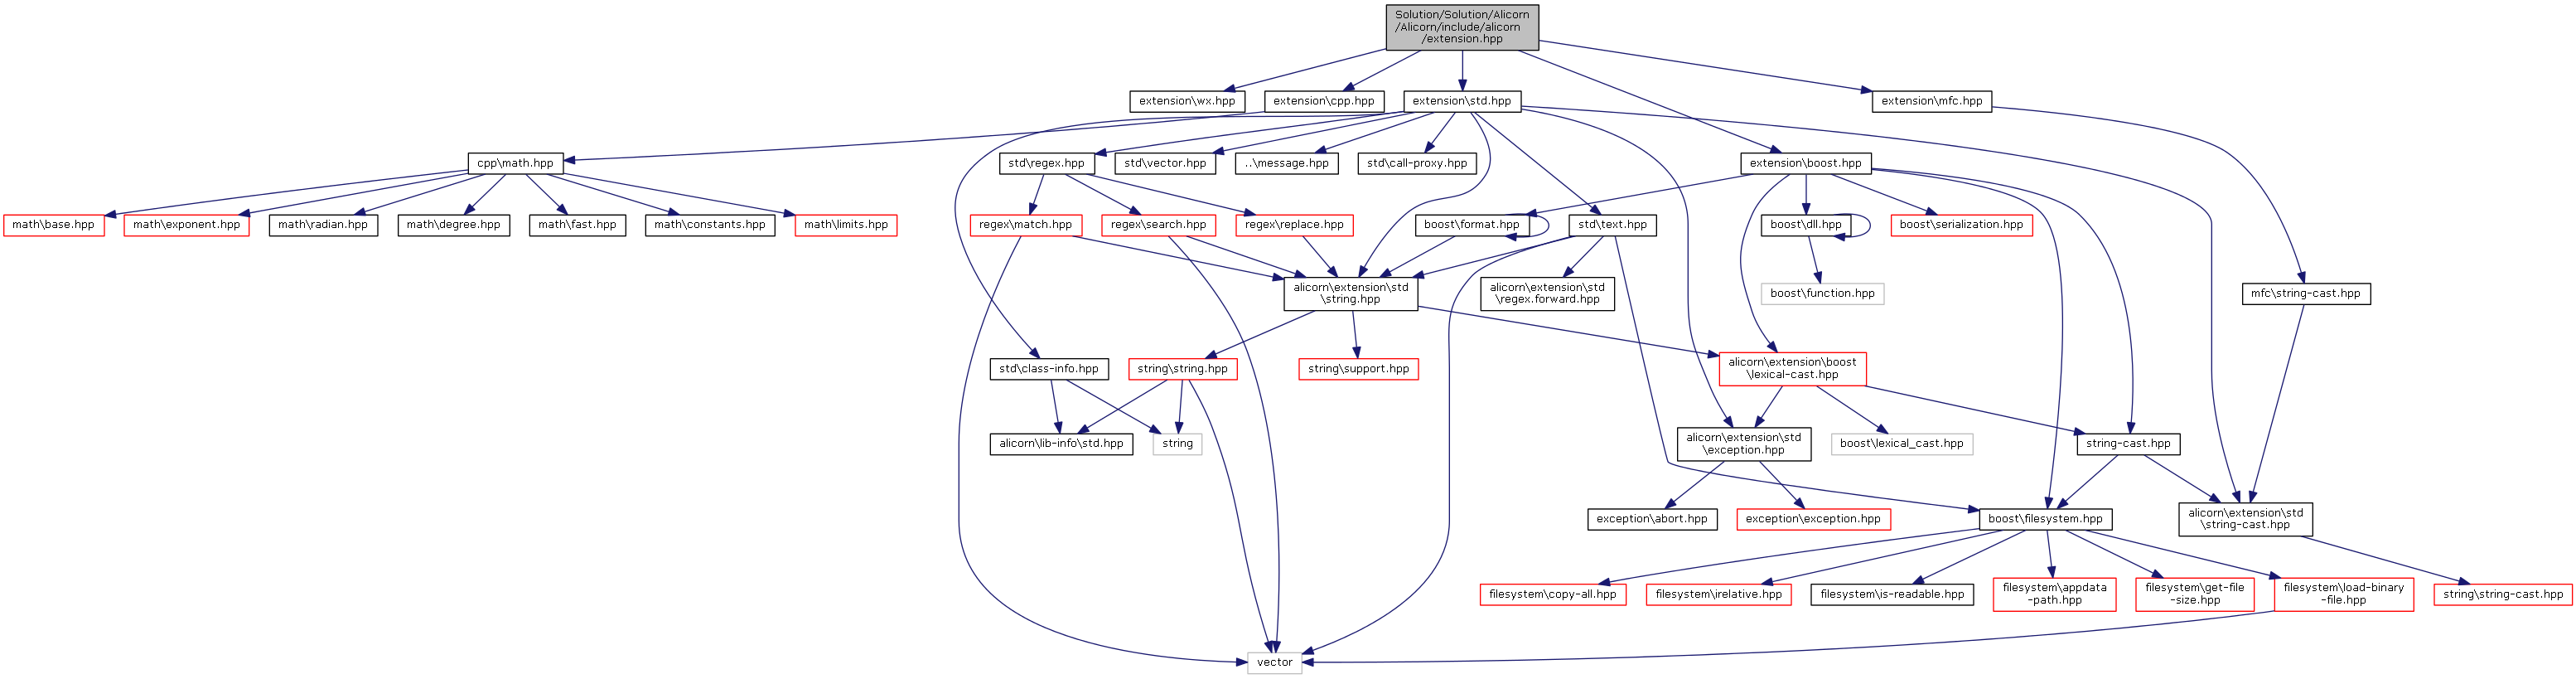 Solution/Solution/Alicorn
/Alicorn/include/alicorn
/extension.hpp
extension\wx.hpp
extension\cpp.hpp
extension\std.hpp
extension\mfc.hpp
cpp\math.hpp
std\regex.hpp
std\vector.hpp
..\message.hpp
std\call-proxy.hpp
extension\boost.hpp
math\base.hpp
math\exponent.hpp
math\radian.hpp
math\degree.hpp
math\fast.hpp
math\constants.hpp
math\limits.hpp
regex\match.hpp
regex\search.hpp
regex\replace.hpp
boost\format.hpp
std\text.hpp
boost\dll.hpp
boost\serialization.hpp
alicorn\extension\std
\string.hpp
alicorn\extension\std
\regex.forward.hpp
boost\function.hpp
mfc\string-cast.hpp
std\class-info.hpp
string\string.hpp
string\support.hpp
alicorn\extension\boost
\lexical-cast.hpp
alicorn\lib-info\std.hpp
string
alicorn\extension\std
\exception.hpp
boost\lexical_cast.hpp
string-cast.hpp
exception\abort.hpp
exception\exception.hpp
boost\filesystem.hpp
alicorn\extension\std
\string-cast.hpp
filesystem\copy-all.hpp
filesystem\irelative.hpp
filesystem\is-readable.hpp
filesystem\appdata
-path.hpp
filesystem\get-file
-size.hpp
filesystem\load-binary
-file.hpp
string\string-cast.hpp
vector